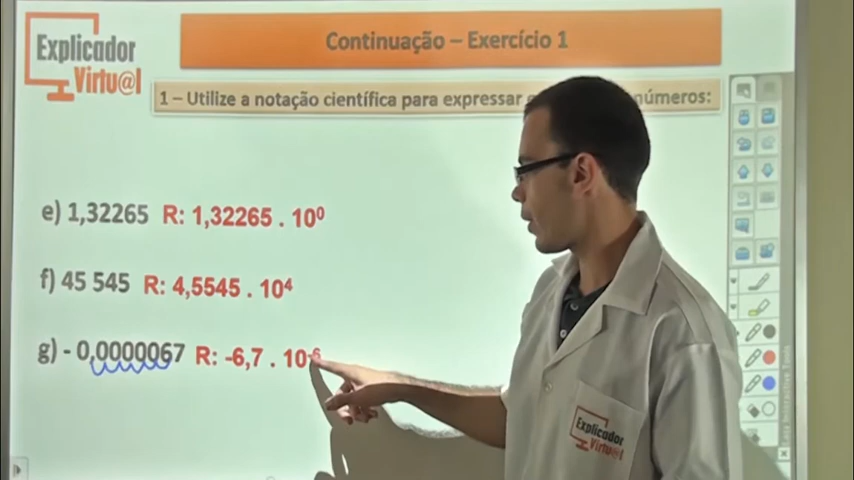 Explicador
Virtu@l
Continuação – Exercício 1
1 – Utilize a notação científica para expressar números:
e) 1,32265 R: 1,32265 . 10⁰
f) 45 545 R: 4,5545 . 10⁴
g) - 0,0000067 R: -6,7 . 10⁻⁶
Explicador
Virtu@l